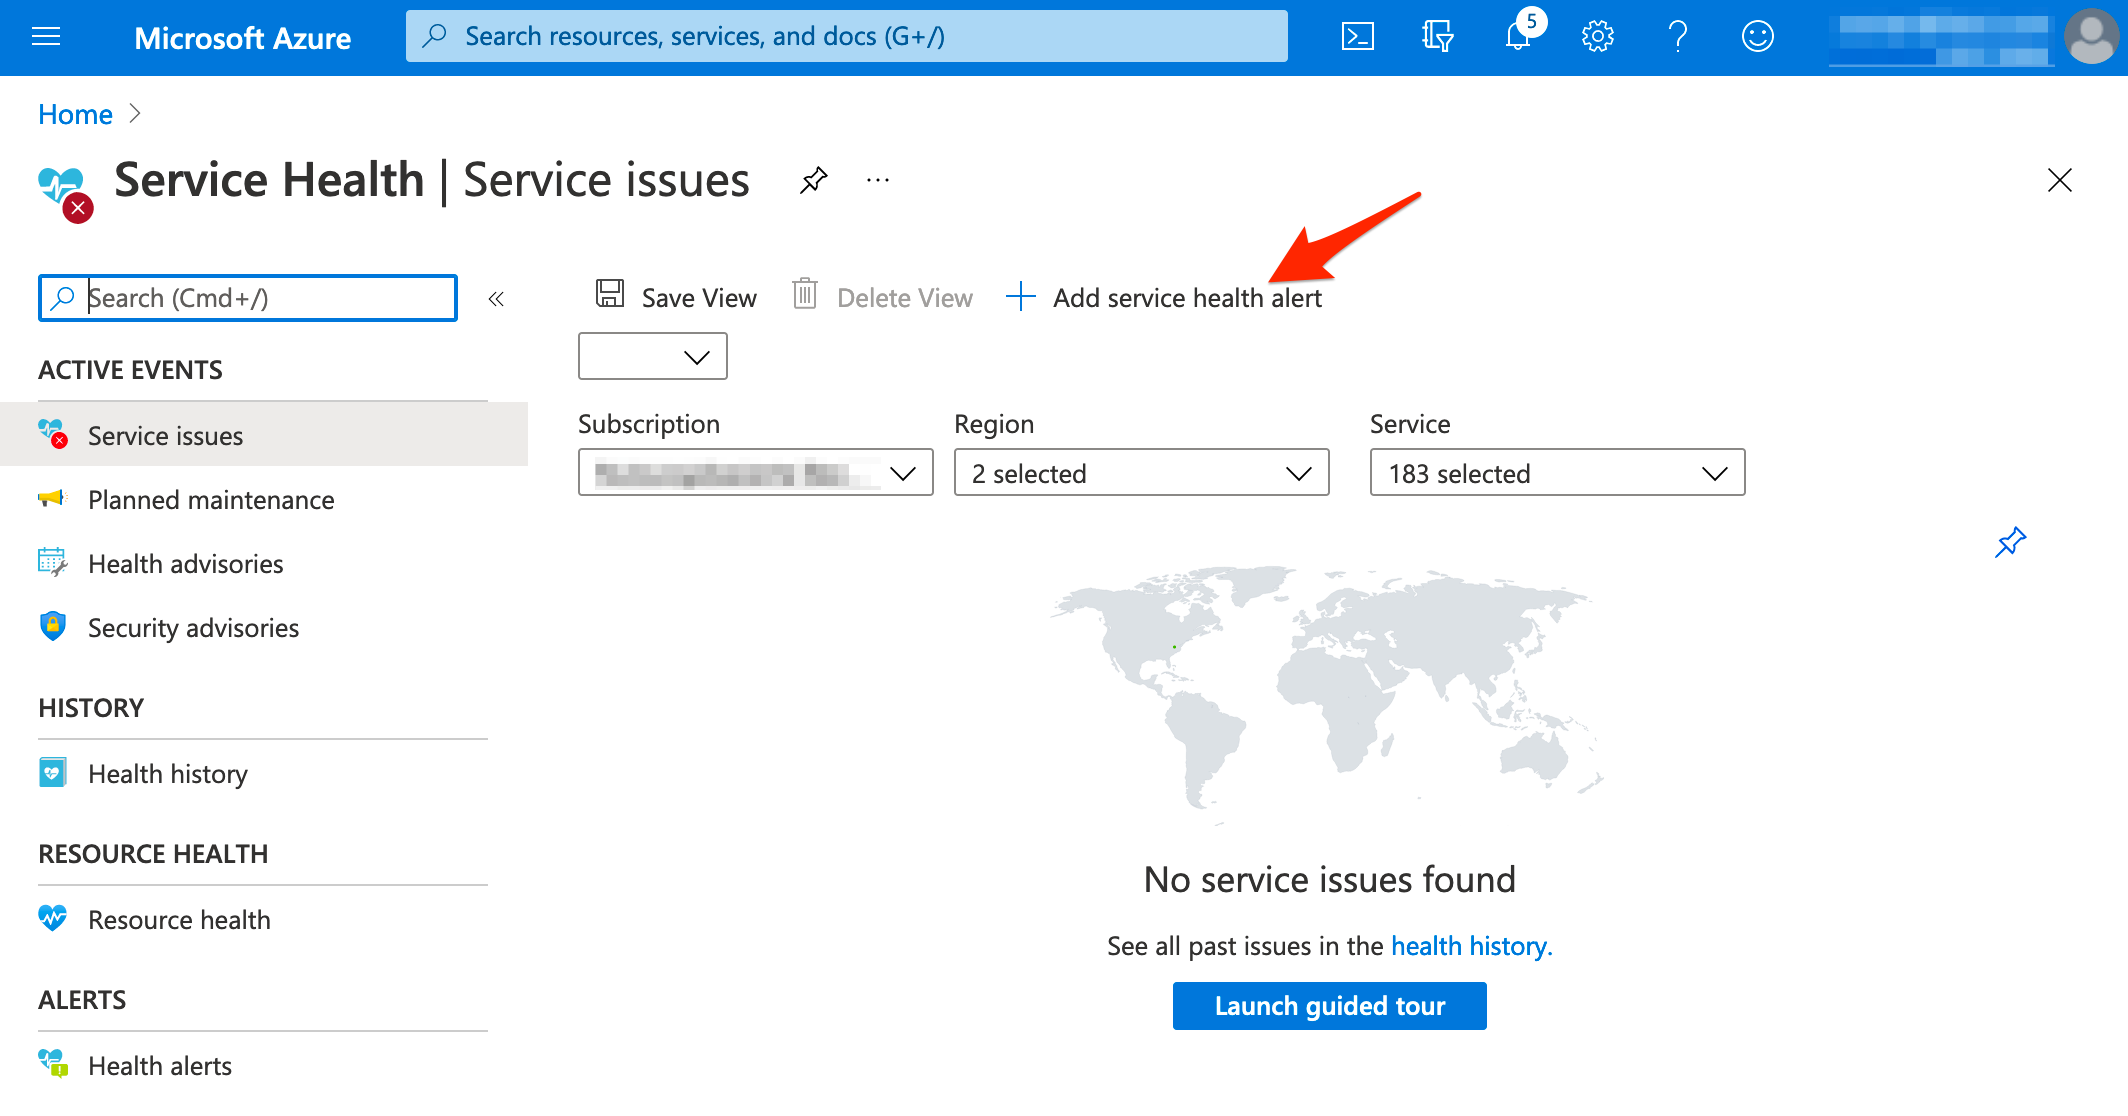 Microsoft Azure
Search resources, services, and docs (G+/)
5
Home
Service Health | Service issues
Search (Cmd+/)
Save View
Delete View
Add service health alert
ACTIVE EVENTS
Service issues
Planned maintenance
Health advisories
Security advisories
HISTORY
Health history
RESOURCE HEALTH
Resource health
ALERTS
Health alerts
Subscription
Region
Service
2 selected
183 selected
No service issues found
See all past issues in the health history.
Launch guided tour